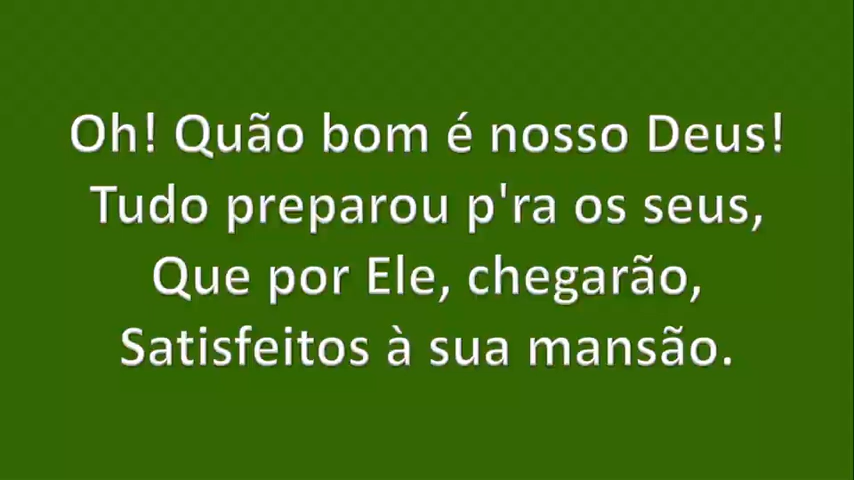 Oh! Quão bom é nosso Deus!
Tudo preparou p'ra os seus,
Que por Ele, chegarão,
Satisfeitos à sua mansão.